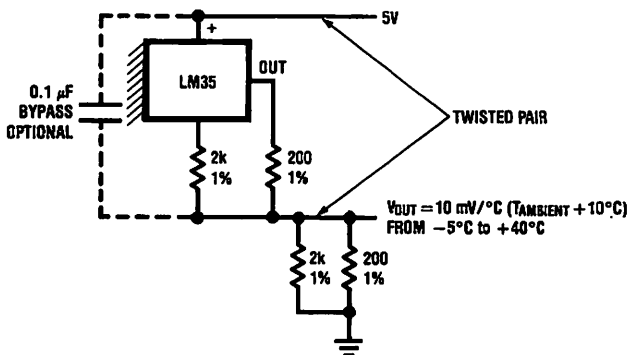 5V
+
OUT
LM35
0.1 µF
BYPASS
OPTIONAL
TWISTED PAIR
2k
1%
200
1%
VOUT = 10 mV/°C (TAMBIENT + 10°C)
FROM −5°C to +40°C
2k
1%
200
1%